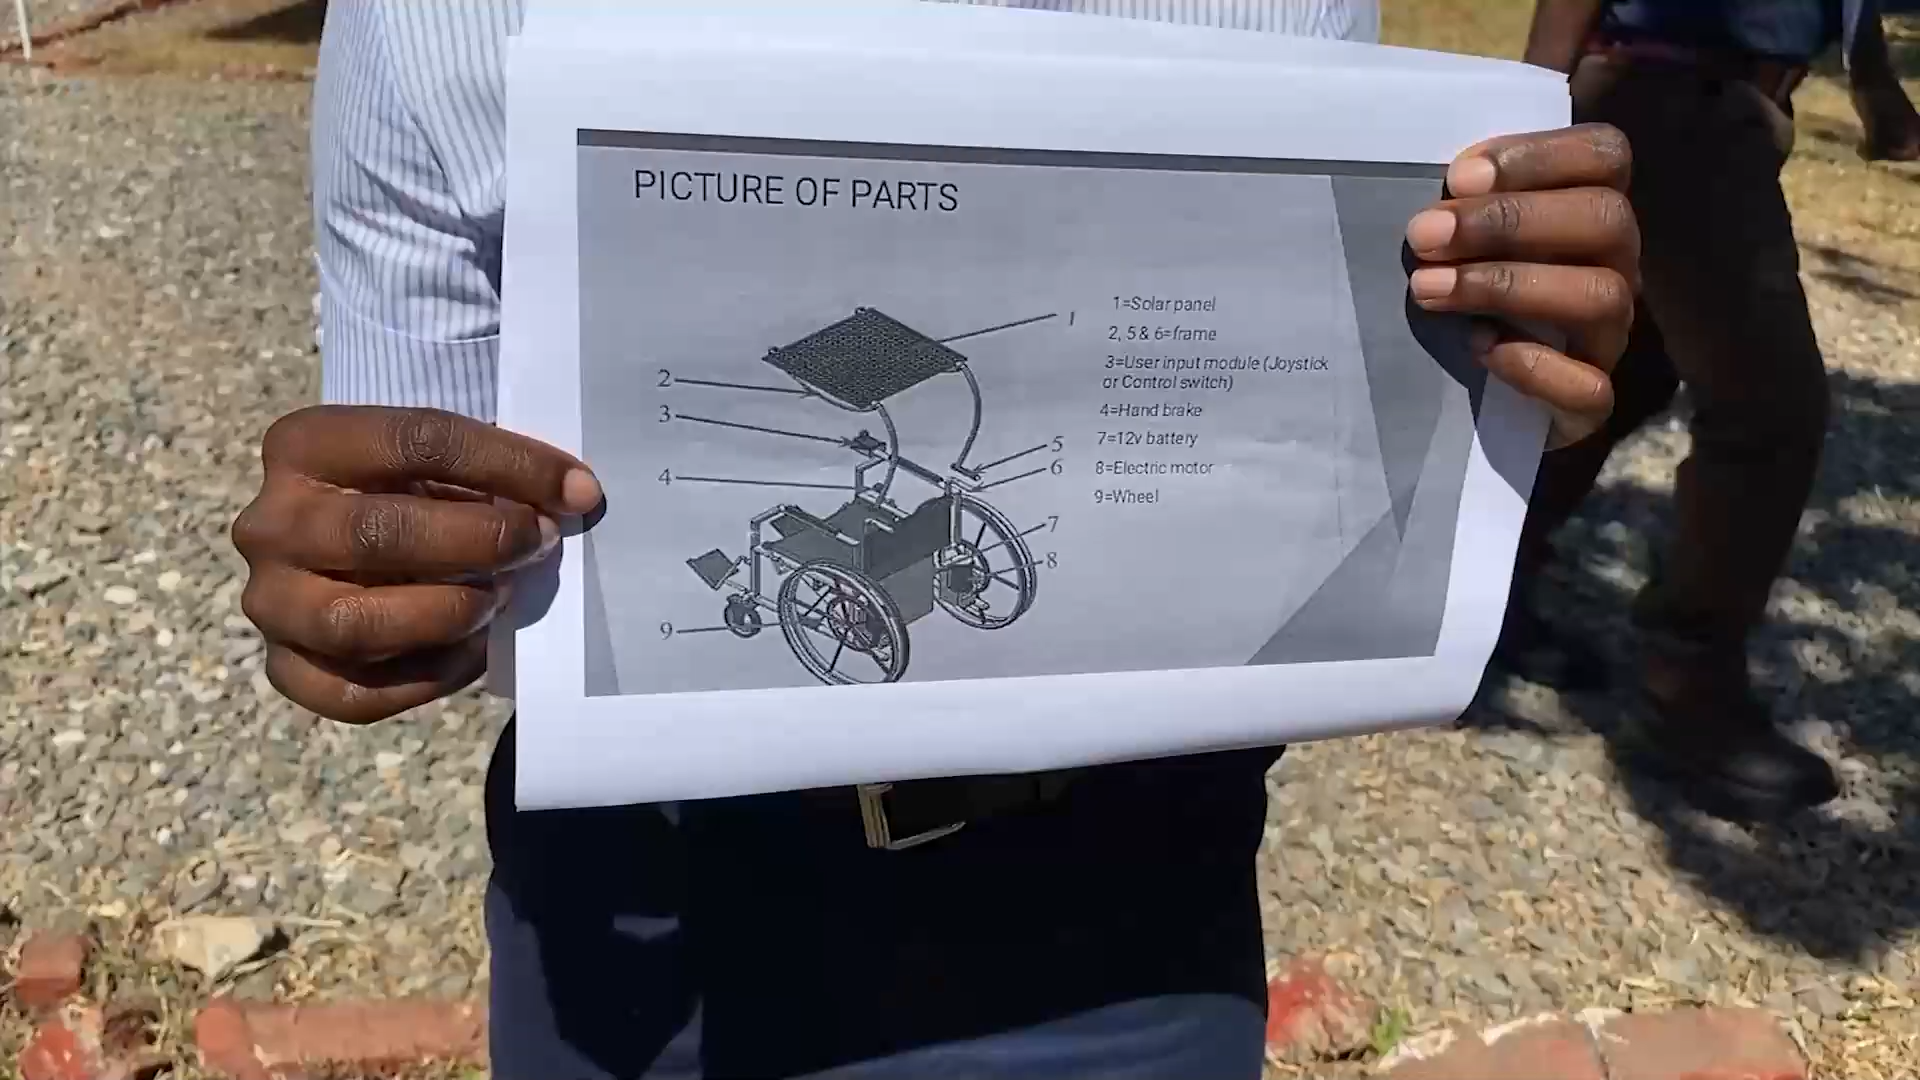 PICTURE OF PARTS
1
2
3
4
5
6
7
8
9
1=Solar panel
2, 5 & 6=frame
3=User input module (Joystick
or Control switch)
4=Hand brake
7=12v battery
8=Electric motor
9=Wheel